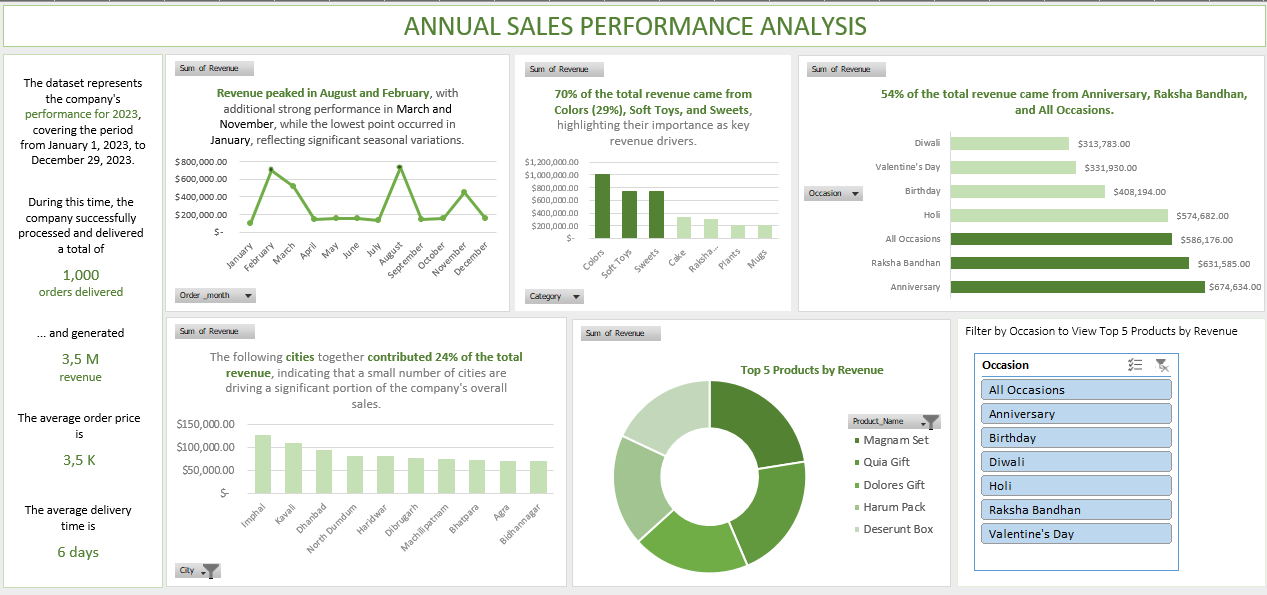 ANNUAL SALES PERFORMANCE ANALYSIS
The dataset represents
the company's
performance for 2023,
covering the period
from January 1, 2023, to
December 29, 2023.
During this time, the
company successfully
processed and delivered
a total of
1,000
orders delivered
... and generated
3,5 M
revenue
The average order price
is
3,5 K
The average delivery
time is
6 days
Sum of Revenue
Revenue peaked in August and February, with
additional strong performance in March and
November, while the lowest point occurred in
January, reflecting significant seasonal variations.
$800,000.00
$600,000.00
$400,000.00
$200,000.00
$-
January
February
March
April
May
June
July
August
September
October
November
December
Order _month
Sum of Revenue
70% of the total revenue came from
Colors (29%), Soft Toys, and Sweets,
highlighting their importance as key
revenue drivers.
$1,200,000.00
$1,000,000.00
$800,000.00
$600,000.00
$400,000.00
$200,000.00
$-
Colors
Soft Toys
Sweets
Cake
Raksha...
Plants
Mugs
Category
Sum of Revenue
54% of the total revenue came from Anniversary, Raksha Bandhan,
and All Occasions.
Occasion
Diwali $313,783.00
Valentine's Day $331,930.00
Birthday $408,194.00
Holi $574,682.00
All Occasions $586,176.00
Raksha Bandhan $631,585.00
Anniversary $674,634.00
Sum of Revenue
The following cities together contributed 24% of the total
revenue, indicating that a small number of cities are
driving a significant portion of the company's overall
sales.
$150,000.00
$100,000.00
$50,000.00
$-
Imphal
Kavali
Dhanbad
North Dumdum
Haridwar
Dibrugarh
Machilipatnam
Bhatpara
Agra
Bidhannagar
City
Sum of Revenue
Top 5 Products by Revenue
Product_Name
Magnam Set
Quia Gift
Dolores Gift
Harum Pack
Deserunt Box
Filter by Occasion to View Top 5 Products by Revenue
Occasion
All Occasions
Anniversary
Birthday
Diwali
Holi
Raksha Bandhan
Valentine's Day